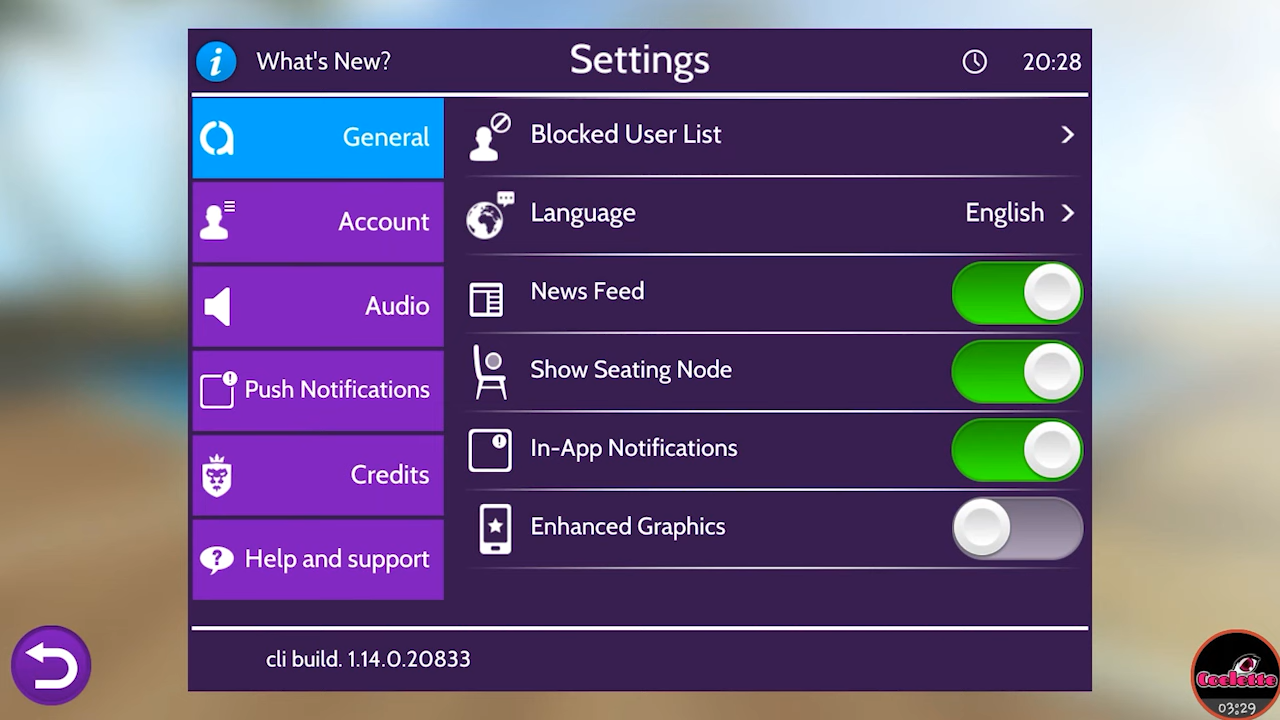 What's New?
Settings
20:28
General
Account
Audio
Push Notifications
Credits
Help and support
Blocked User List
Language
English
News Feed
Show Seating Node
In-App Notifications
Enhanced Graphics
cli build. 1.14.0.20833
Coelette
03:29